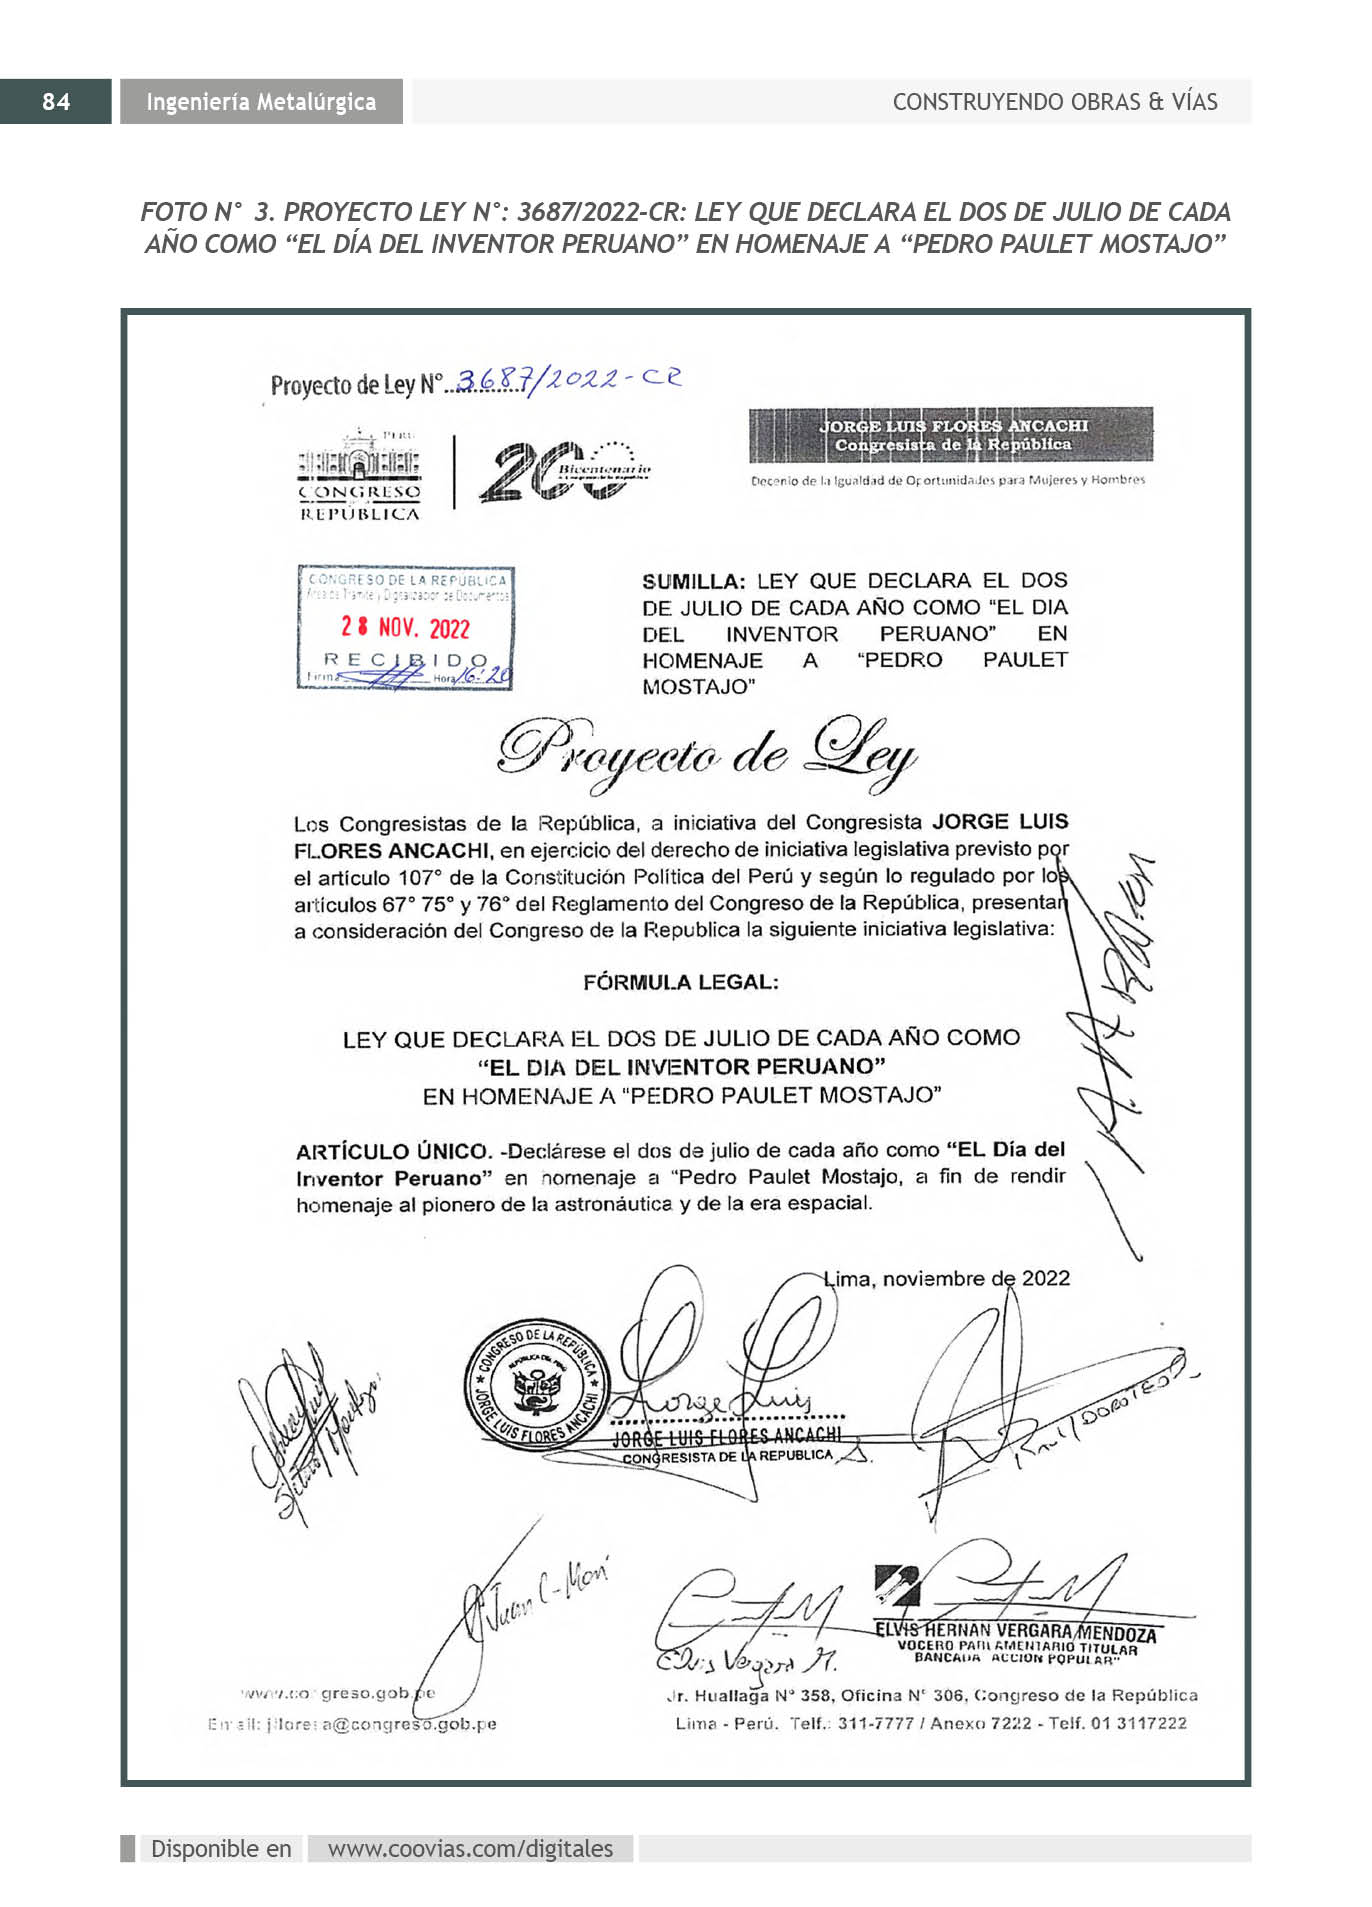 84 Ingeniería Metalúrgica CONSTRUYENDO OBRAS & VÍAS
FOTO N° 3. PROYECTO LEY N°: 3687/2022-CR: LEY QUE DECLARA EL DOS DE JULIO DE CADA
AÑO COMO “EL DÍA DEL INVENTOR PERUANO” EN HOMENAJE A “PEDRO PAULET MOSTAJO”
Proyecto de Ley N° 3687/2022-CR
PERÚ
CONGRESO
REPÚBLICA
200
Bicentenario
JORGE LUIS FLORES ANCACHI
Congresista de la República
Decenio de la Igualdad de Oportunidades para Mujeres y Hombres
CONGRESO DE LA REPÚBLICA
Área de Trámite y Digitalización de Documentos
28 NOV. 2022
RECIBIDO
Firma Hora 16:20
SUMILLA: LEY QUE DECLARA EL DOS
DE JULIO DE CADA AÑO COMO “EL DIA
DEL INVENTOR PERUANO” EN
HOMENAJE A “PEDRO PAULET
MOSTAJO”
Proyecto de Ley
Los Congresistas de la República, a iniciativa del Congresista JORGE LUIS
FLORES ANCACHI, en ejercicio del derecho de iniciativa legislativa previsto por
el artículo 107° de la Constitución Política del Perú y según lo regulado por los
artículos 67° 75° y 76° del Reglamento del Congreso de la República, presentan
a consideración del Congreso de la Republica la siguiente iniciativa legislativa:
FÓRMULA LEGAL:
LEY QUE DECLARA EL DOS DE JULIO DE CADA AÑO COMO
“EL DIA DEL INVENTOR PERUANO”
EN HOMENAJE A “PEDRO PAULET MOSTAJO”
ARTÍCULO ÚNICO. -Declárese el dos de julio de cada año como “EL Día del
Inventor Peruano” en homenaje a “Pedro Paulet Mostajo, a fin de rendir
homenaje al pionero de la astronáutica y de la era espacial.
Lima, noviembre de 2022
CONGRESO DE LA REPÚBLICA
REPÚBLICA DEL PERÚ
JORGE LUIS FLORES ANCACHI
Jorge Luis
JORGE LUIS FLORES ANCACHI
CONGRESISTA DE LA REPUBLICA
Raul DOROTEO
Juan C - Mori
Elvis Vergara M.
ELVIS HERNAN VERGARA MENDOZA
VOCERO PARLAMENTARIO TITULAR
BANCADA "ACCION POPULAR"
www.congreso.gob.pe
Email: jfloresa@congreso.gob.pe
Jr. Huallaga N° 358, Oficina N° 306, Congreso de la República
Lima - Perú. Telf.: 311-7777 / Anexo 7222 - Telf. 01 3117222
Disponible en www.coovias.com/digitales